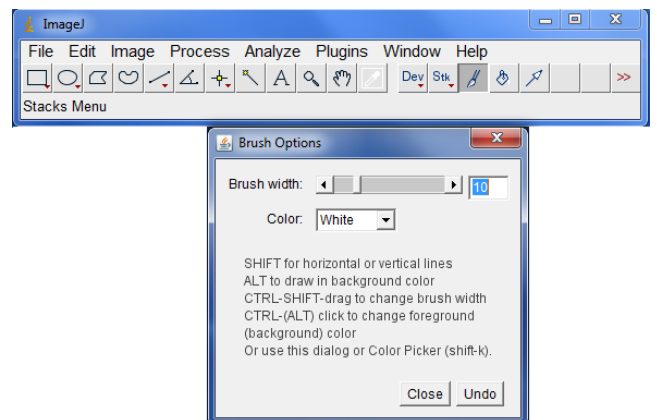 ImageJ
File Edit Image Process Analyze Plugins Window Help
A Dev Stk >>
Stacks Menu
Brush Options
Brush width: 10
Color: White
SHIFT for horizontal or vertical lines
ALT to draw in background color
CTRL-SHIFT-drag to change brush width
CTRL-(ALT) click to change foreground
(background) color
Or use this dialog or Color Picker (shift-k).
Close Undo